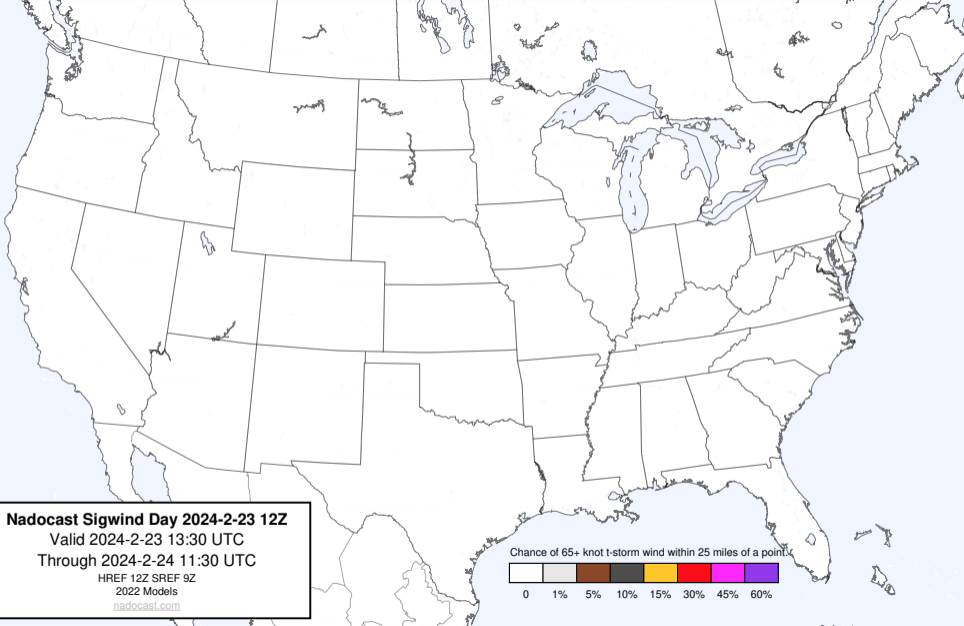 Nadocast Sigwind Day 2024-2-23 12Z
Valid 2024-2-23 13:30 UTC
Through 2024-2-24 11:30 UTC
HREF 12Z SREF 9Z
2022 Models
nadocast.com
Chance of 65+ knot t-storm wind within 25 miles of a point.
0 1% 5% 10% 15% 30% 45% 60%